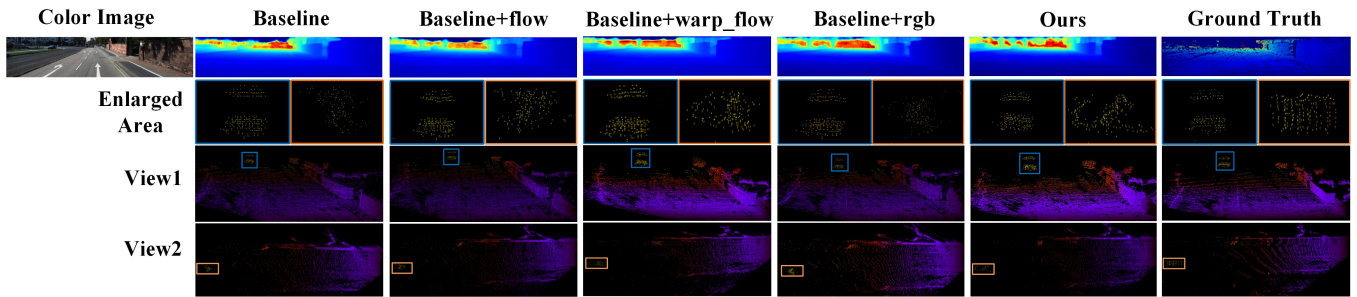 Color Image
Baseline
Baseline+flow
Baseline+warp_flow
Baseline+rgb
Ours
Ground Truth
Enlarged
Area
View1
View2